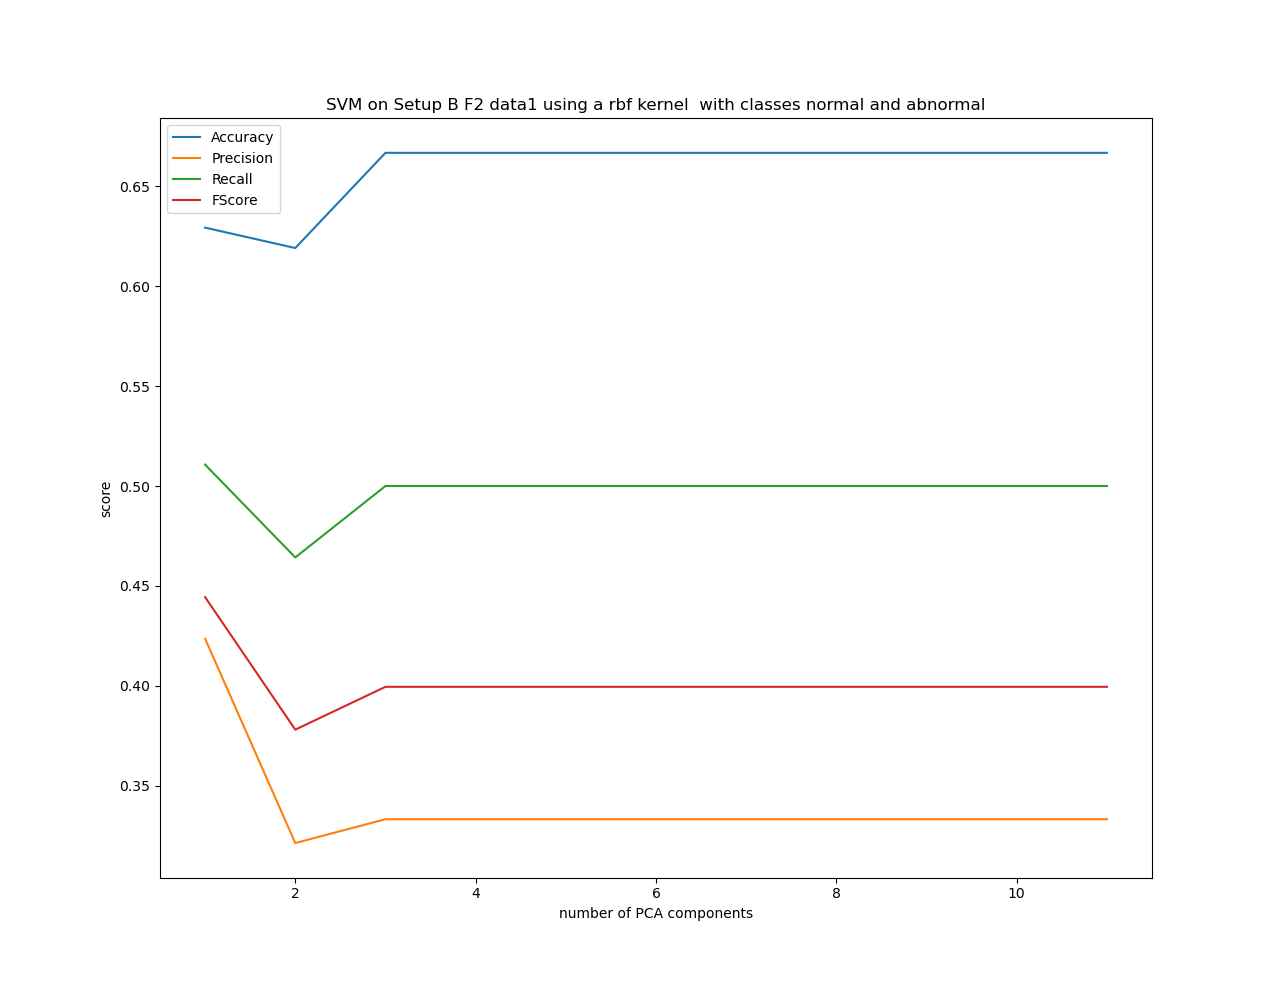 SVM on Setup B F2 data1 using a rbf kernel  with classes normal and abnormal
Accuracy
Precision
Recall
FScore
0.65
0.60
0.55
0.50
0.45
0.40
0.35
score
2 4 6 8 10
number of PCA components